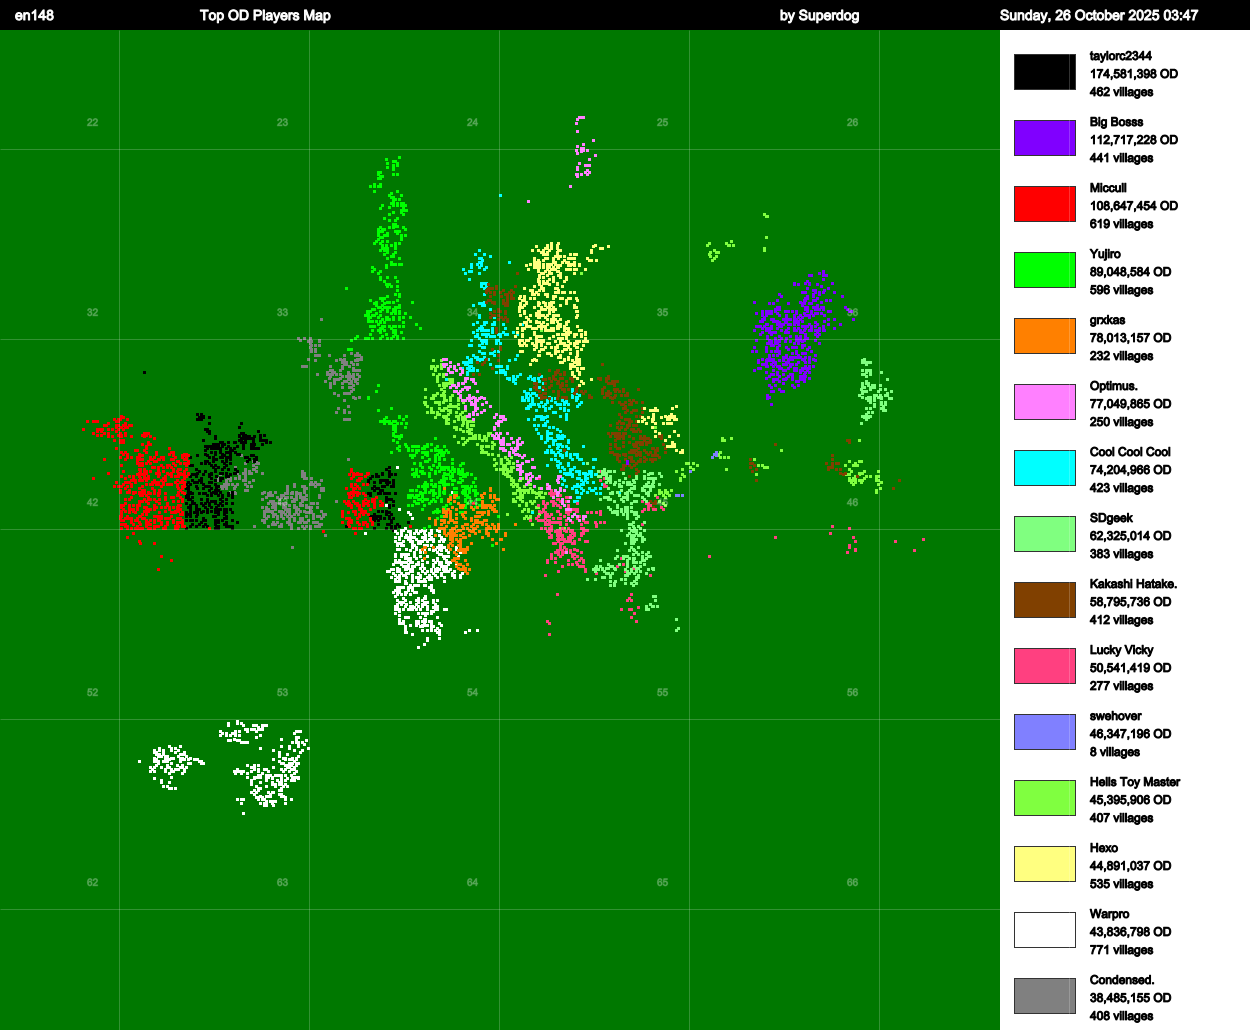 en148 Top OD Players Map by Superdog Sunday, 26 October 2025 03:47
taylorc2344
174,581,398 OD
462 villages
Big Bosss
112,717,228 OD
441 villages
Miccull
108,647,454 OD
619 villages
Yujiro
89,048,584 OD
596 villages
grxkas
78,013,157 OD
232 villages
Optimus.
77,049,865 OD
250 villages
Cool Cool Cool
74,204,966 OD
423 villages
SDgeek
62,325,014 OD
383 villages
Kakashi Hatake.
58,795,736 OD
412 villages
Lucky Vicky
50,541,419 OD
277 villages
swehover
46,347,196 OD
8 villages
Hells Toy Master
45,395,906 OD
407 villages
Hexo
44,891,037 OD
535 villages
Warpro
43,836,798 OD
771 villages
Condensed.
38,485,155 OD
408 villages
22 23 24 25 26
32 33 34 35 36
42 43 44 45 46
52 53 54 55 56
62 63 64 65 66